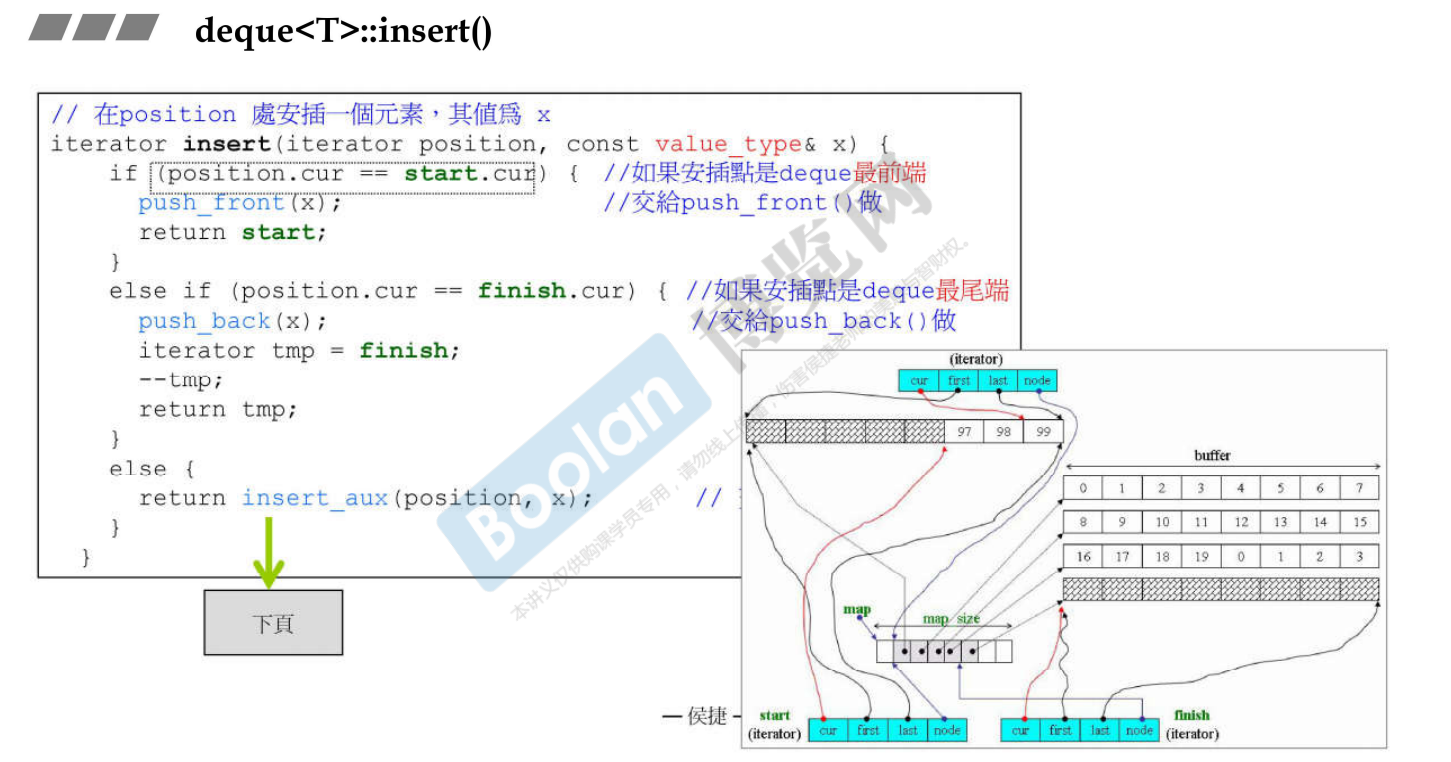 deque<T>::insert()
// 在position 處安插一個元素，其值爲 x
iterator insert(iterator position, const value_type& x) {
if (position.cur == start.cur) { //如果安插點是deque最前端
push_front(x); //交給push_front()做
return start;
}
else if (position.cur == finish.cur) { //如果安插點是deque最尾端
push_back(x); //交給push_back()做
iterator tmp = finish;
--tmp;
return tmp;
}
else {
return insert_aux(position, x); //
}
}
下頁
(iterator)
cur first last node
97 98 99
buffer
0 1 2 3 4 5 6 7
8 9 10 11 12 13 14 15
16 17 18 19 0 1 2 3
map
map size
start
(iterator)
cur first last node
cur first last node
finish
(iterator)
— 侯捷 –
Boolan
博览网
本讲义仅供购课学员专用，请勿线上传播，伤害侯捷老师的
与智财权。